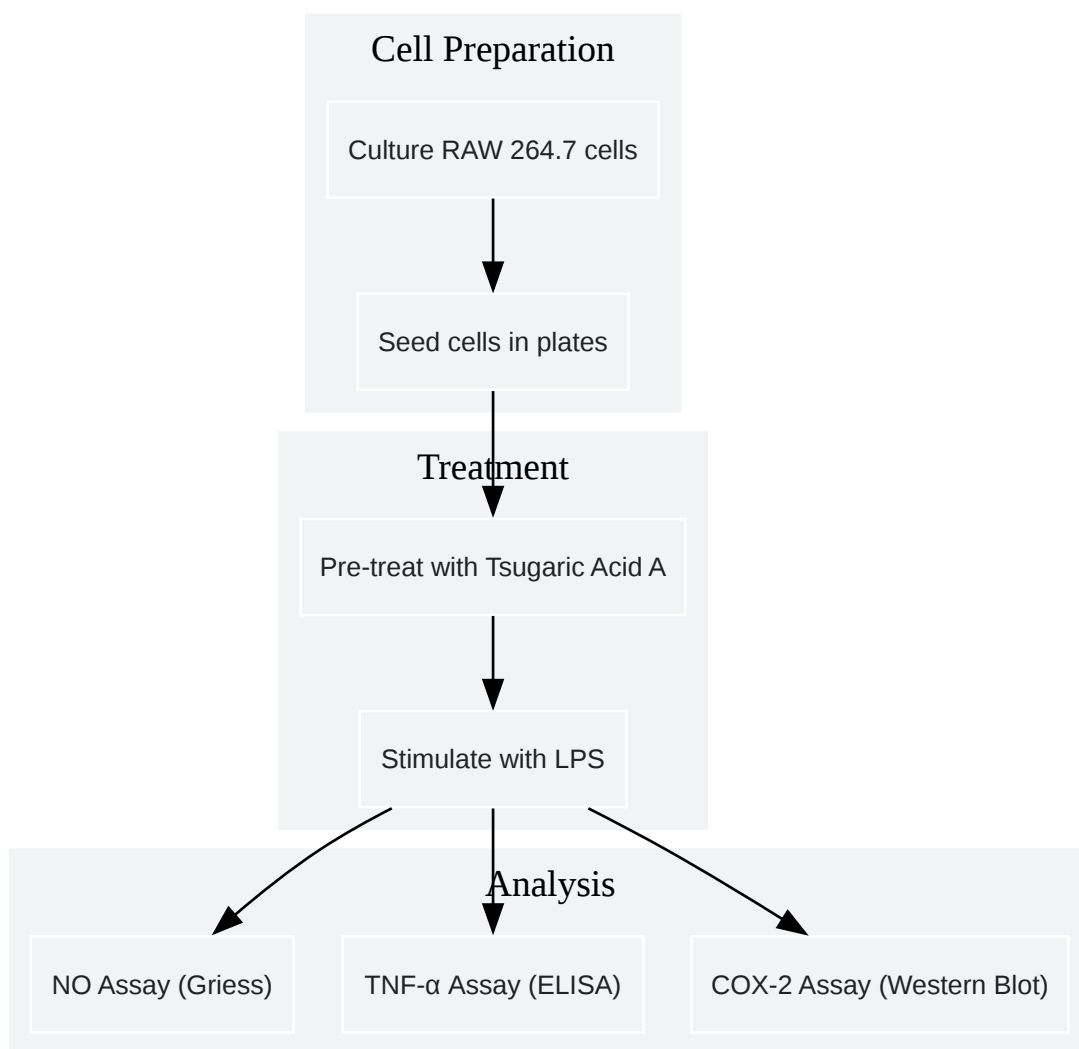 Cell Preparation
Culture RAW 264.7 cells
Seed cells in plates
Treatment
Pre-treat with Tsugaric Acid A
Stimulate with LPS
Analysis
NO Assay (Griess)
TNF-α Assay (ELISA)
COX-2 Assay (Western Blot)